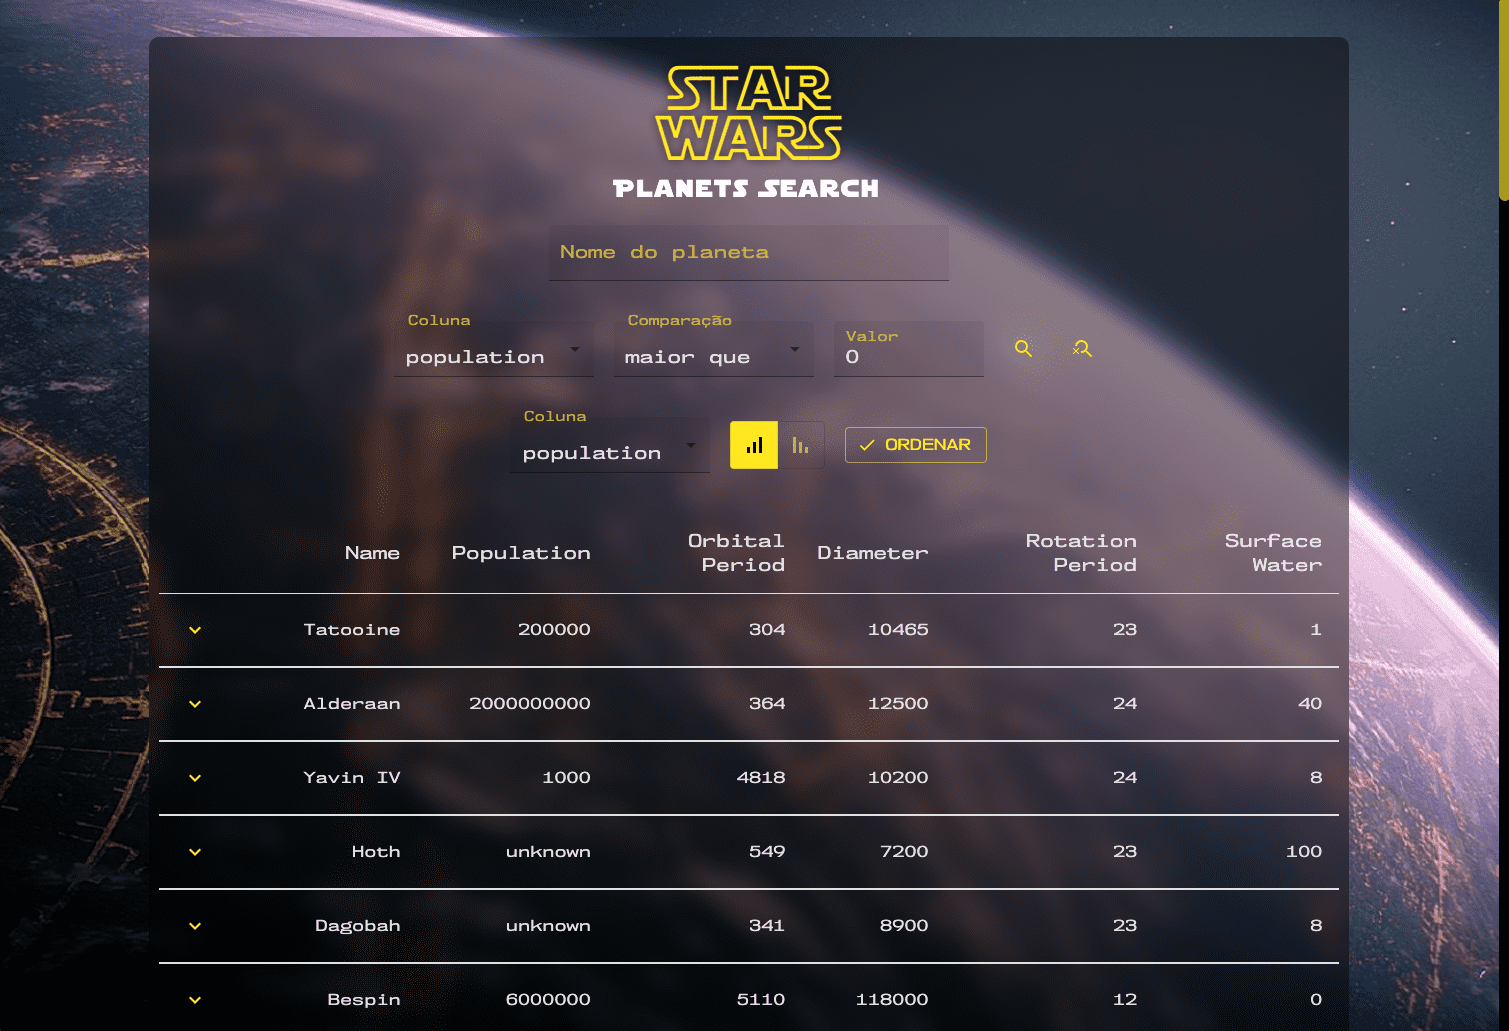 STAR
WARS
PLANETS SEARCH
Nome do planeta
Coluna Comparação Valor
population maior que 0
Coluna
population ORDENAR
Name Population Orbital Period Diameter Rotation Period Surface Water
Tatooine 200000 304 10465 23 1
Alderaan 2000000000 364 12500 24 40
Yavin IV 1000 4818 10200 24 8
Hoth unknown 549 7200 23 100
Dagobah unknown 341 8900 23 8
Bespin 6000000 5110 118000 12 0